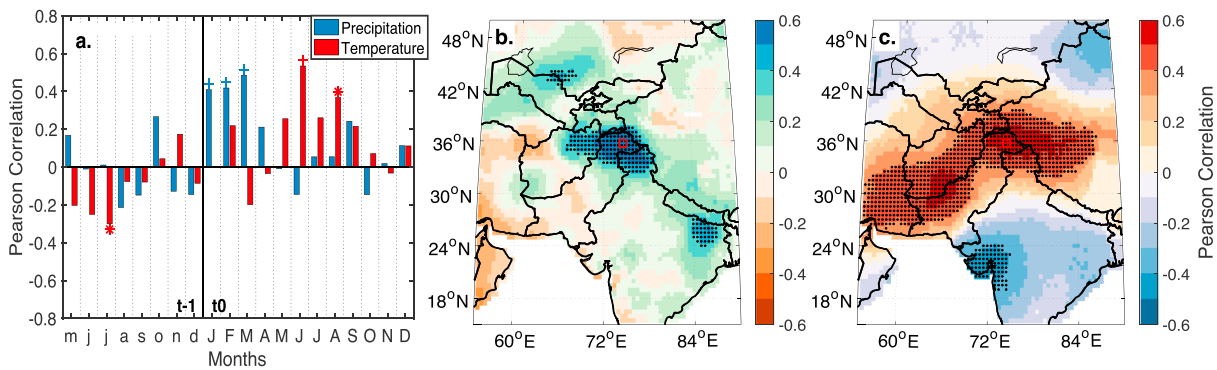 a.
Precipitation
Temperature
Pearson Correlation
0.8
0.6
0.4
0.2
0
-0.2
-0.4
-0.6
-0.8
t-1
t0
m j j a s o n d J F M A M J J A S O N D
Months
b.
48°N
42°N
36°N
30°N
24°N
18°N
60°E 72°E 84°E
0.6
0.4
0.2
0
-0.2
-0.4
-0.6
c.
48°N
42°N
36°N
30°N
24°N
18°N
60°E 72°E 84°E
0.6
0.4
0.2
0
-0.2
-0.4
-0.6
Pearson Correlation